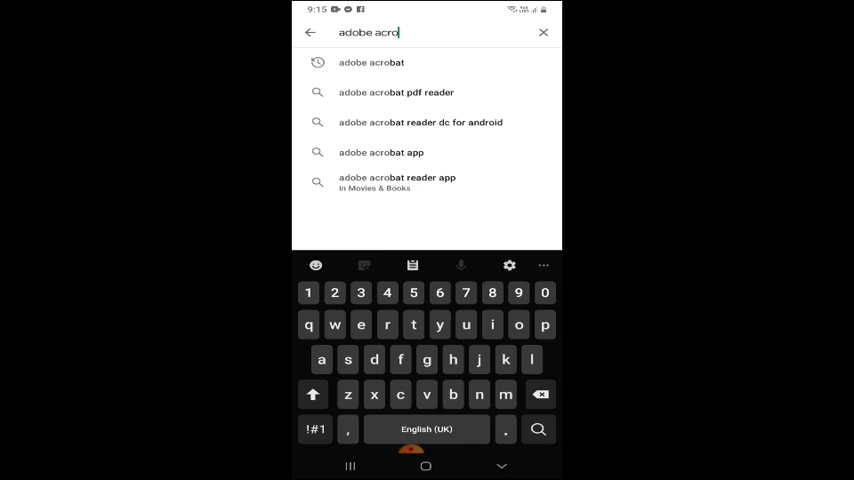 9:15
adobe acro
adobe acrobat
adobe acrobat pdf reader
adobe acrobat reader dc for android
adobe acrobat app
adobe acrobat reader app
in Movies & Books
1 2 3 4 5 6 7 8 9 0
q w e r t y u i o p
a s d f g h j k l
z x c v b n m
!#1 , English (UK) .